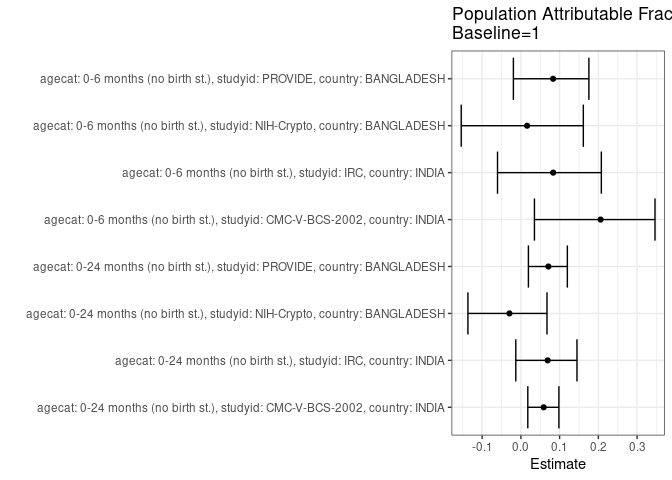 Population Attributable Frac
Baseline=1
agecat: 0-6 months (no birth st.), studyid: PROVIDE, country: BANGLADESH
agecat: 0-6 months (no birth st.), studyid: NIH-Crypto, country: BANGLADESH
agecat: 0-6 months (no birth st.), studyid: IRC, country: INDIA
agecat: 0-6 months (no birth st.), studyid: CMC-V-BCS-2002, country: INDIA
agecat: 0-24 months (no birth st.), studyid: PROVIDE, country: BANGLADESH
agecat: 0-24 months (no birth st.), studyid: NIH-Crypto, country: BANGLADESH
agecat: 0-24 months (no birth st.), studyid: IRC, country: INDIA
agecat: 0-24 months (no birth st.), studyid: CMC-V-BCS-2002, country: INDIA
-0.1 0.0 0.1 0.2 0.3
Estimate